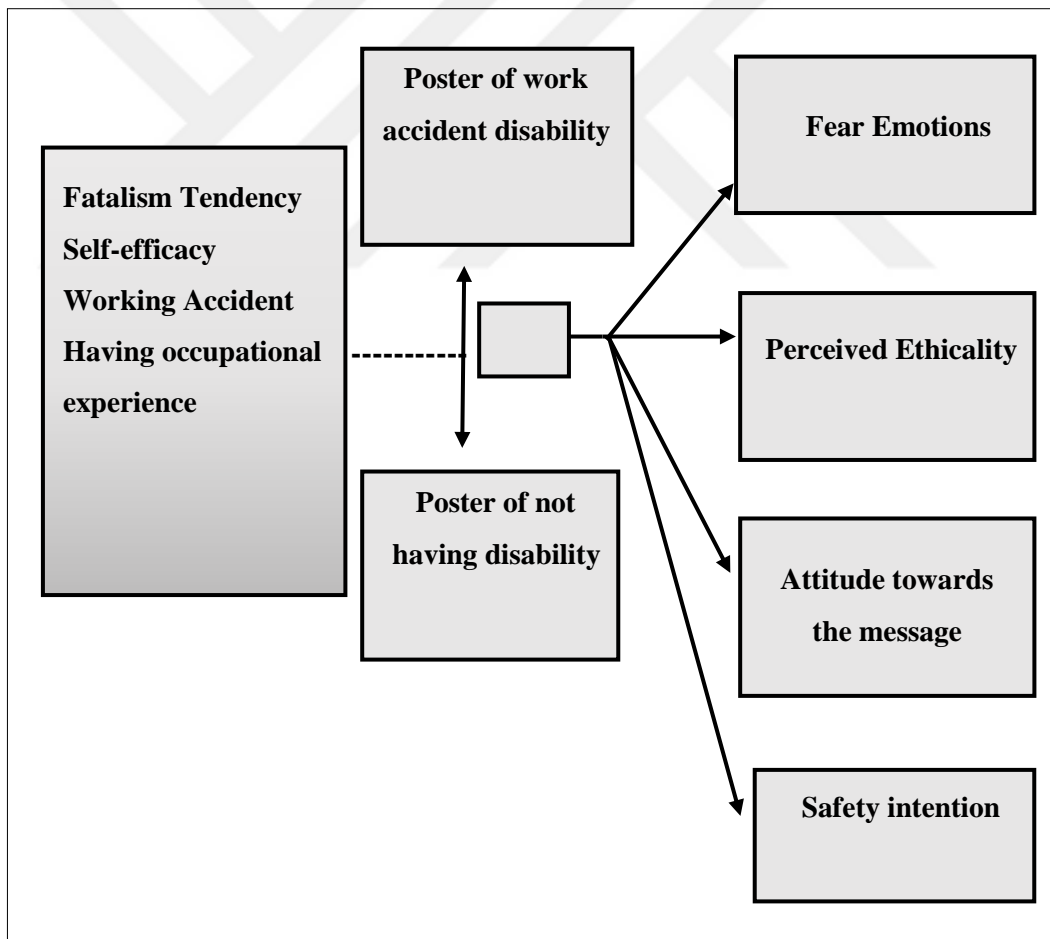 Fatalism Tendency
Self-efficacy
Working Accident
Having occupational
experience
Poster of work
accident disability
Poster of not
having disability
Fear Emotions
Perceived Ethicality
Attitude towards
the message
Safety intention